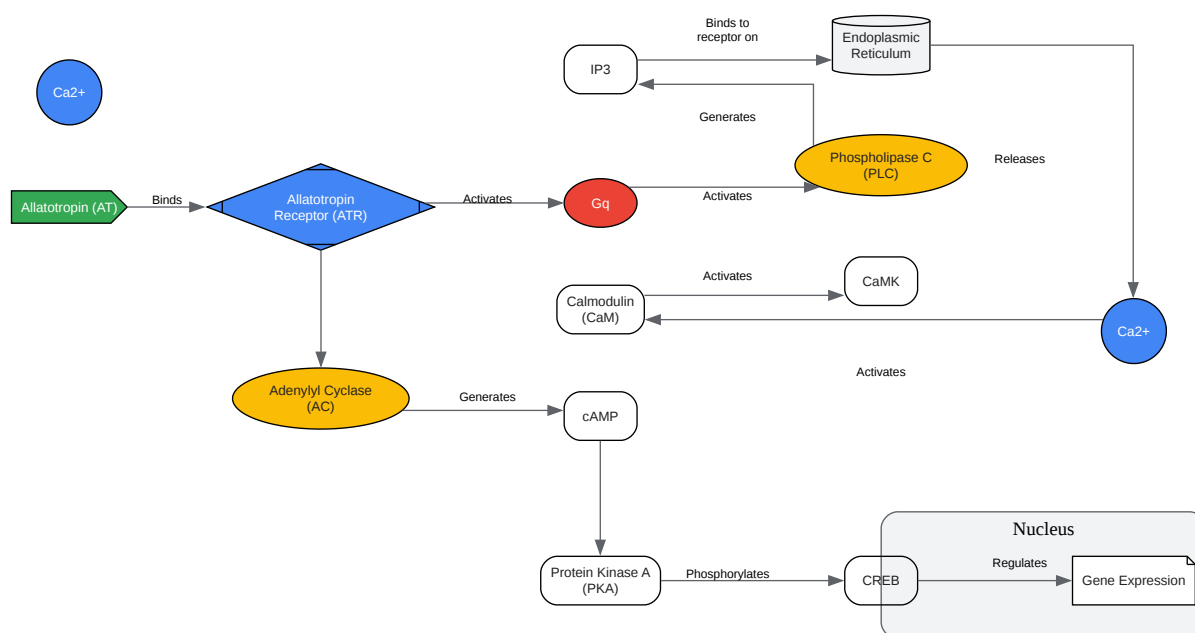 Binds to
receptor on
Endoplasmic
Reticulum
IP3
Ca2+
Generates
Phospholipase C
(PLC)
Releases
Allatotropin (AT)
Binds
Allatotropin
Receptor (ATR)
Activates
Gq
Activates
Activates
CaMK
Calmodulin
(CaM)
Ca2+
Activates
Adenylyl Cyclase
(AC)
Generates
cAMP
Nucleus
Protein Kinase A
(PKA)
Phosphorylates
CREB
Regulates
Gene Expression